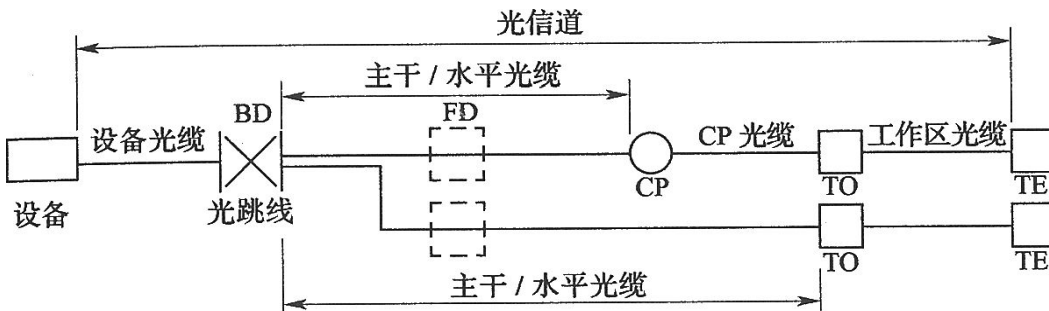 光信道
主干 / 水平光缆
BD
FD
设备光缆
CP 光缆
工作区光缆
设备
光跳线
CP
TO
TE
TO
TE
主干 / 水平光缆